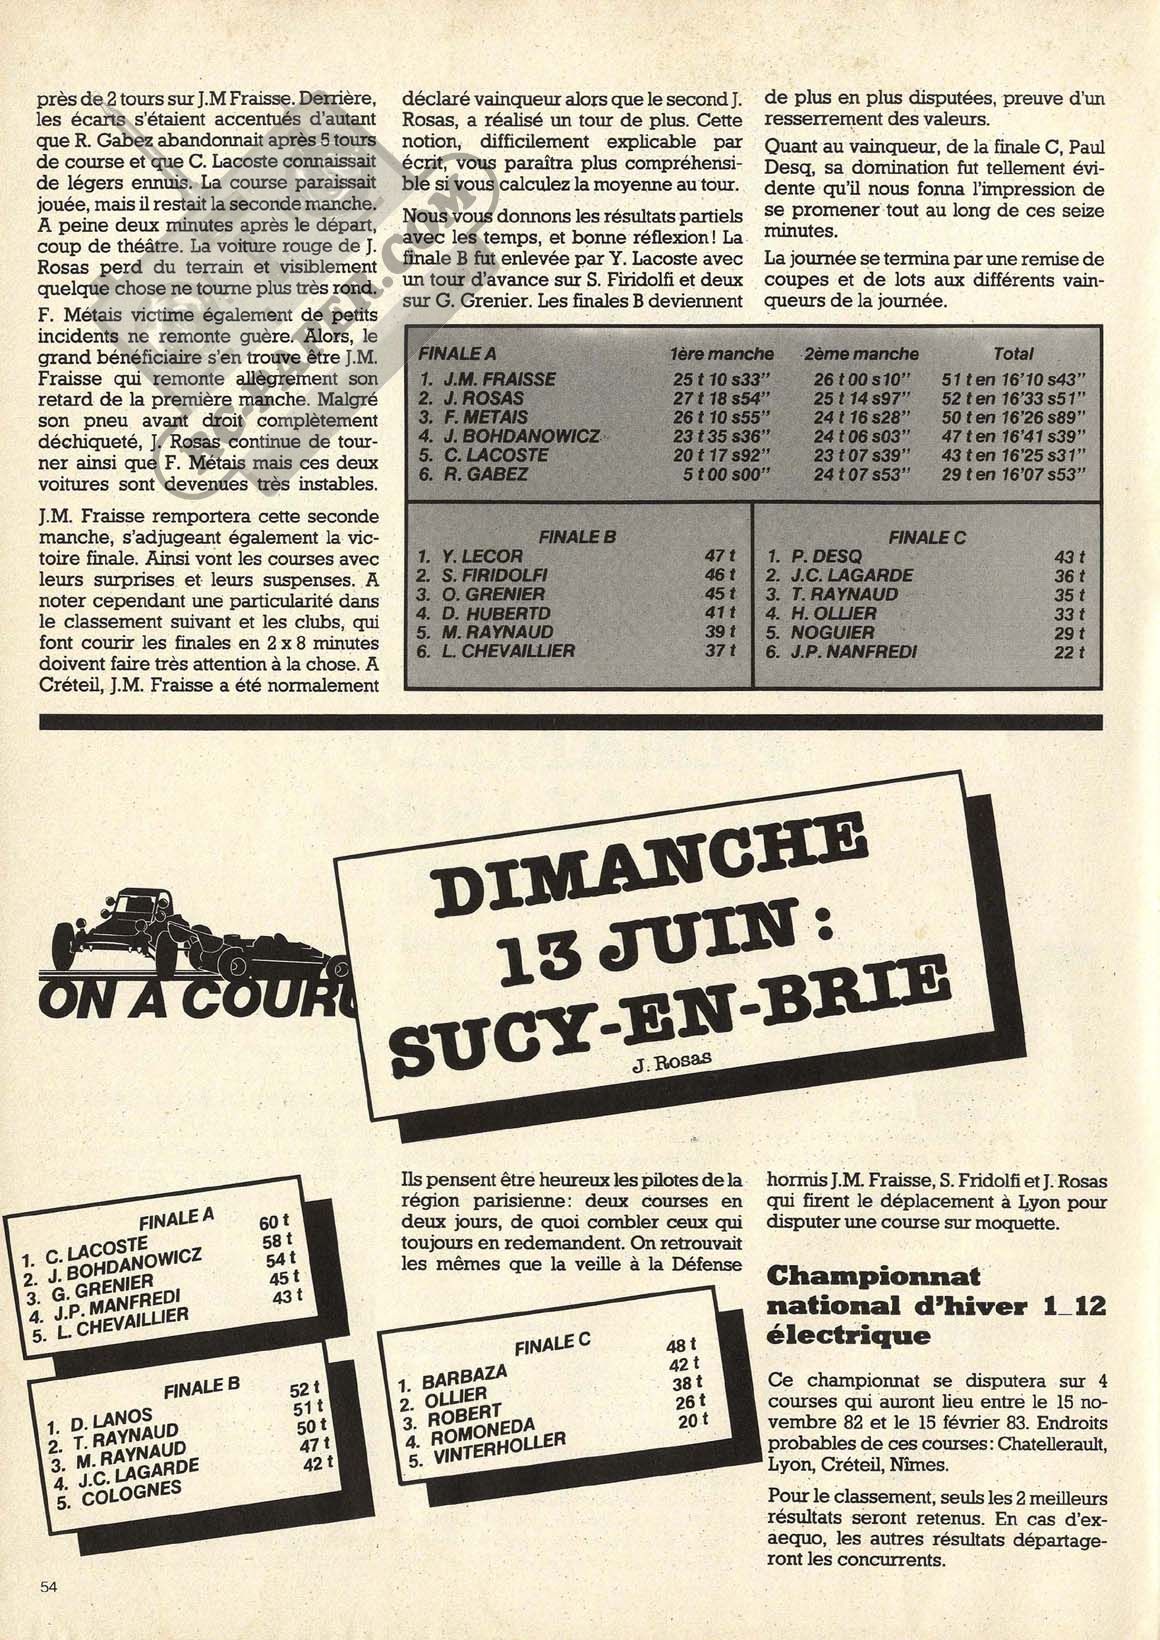 près de 2 tours sur J.M Fraisse. Derrière,
les écarts s'étaient accentués d'autant
que R. Gabez abandonnait après 5 tours
de course et que C. Lacoste connaissait
de légers ennuis. La course paraissait
jouée, mais il restait la seconde manche.
A peine deux minutes après le départ,
coup de théâtre. La voiture rouge de J.
Rosas perd du terrain et visiblement
quelque chose ne tourne plus très rond.
F. Métais victime également de petits
incidents ne remonte guère. Alors, le
grand bénéficiaire s'en trouve être J.M.
Fraisse qui remonte allègrement son
retard de la première manche. Malgré
son pneu avant droit complètement
déchiqueté, J. Rosas continue de tour-
ner ainsi que F. Métais mais ces deux
voitures sont devenues très instables.
J.M. Fraisse remportera cette seconde
manche, s'adjugeant également la vic-
toire finale. Ainsi vont les courses avec
leurs surprises et leurs suspenses. A
noter cependant une particularité dans
le classement suivant et les clubs, qui
font courir les finales en 2 x 8 minutes
doivent faire très attention à la chose. A
Créteil, J.M. Fraisse a été normalement
déclaré vainqueur alors que le second J.
Rosas, a réalisé un tour de plus. Cette
notion, difficilement explicable par
écrit, vous paraîtra plus compréhensi-
ble si vous calculez la moyenne au tour.
Nous vous donnons les résultats partiels
avec les temps, et bonne réflexion! La
finale B fut enlevée par Y. Lacoste avec
un tour d'avance sur S. Firidolfi et deux
sur G. Grenier. Les finales B deviennent
de plus en plus disputées, preuve d'un
resserrement des valeurs.
Quant au vainqueur, de la finale C, Paul
Desq, sa domination fut tellement évi-
dente qu'il nous fonna l'impression de
se promener tout au long de ces seize
minutes.
La journée se termina par une remise de
coupes et de lots aux différents vain-
queurs de la journée.
RC-PAPER.COM
FINALE A 1ère manche 2ème manche Total
1. J.M. FRAISSE 25 t 10 s33" 26 t 00 s10" 51 t en 16'10 s43"
2. J. ROSAS 27 t 18 s54" 25 t 14 s97" 52 t en 16'33 s51"
3. F. METAIS 26 t 10 s55" 24 t 16 s28" 50 t en 16'26 s89"
4. J. BOHDANOWICZ 23 t 35 s36" 24 t 06 s03" 47 t en 16'41 s39"
5. C. LACOSTE 20 t 17 s92" 23 t 07 s39" 43 t en 16'25 s31"
6. R. GABEZ 5 t 00 s00" 24 t 07 s53" 29 t en 16'07 s53"
FINALE B
1. Y. LECOR 47 t
2. S. FIRIDOLFI 46 t
3. O. GRENIER 45 t
4. D. HUBERTD 41 t
5. M. RAYNAUD 39 t
6. L. CHEVAILLIER 37 t
FINALE C
1. P. DESQ 43 t
2. J.C. LAGARDE 36 t
3. T. RAYNAUD 35 t
4. H. OLLIER 33 t
5. NOGUIER 29 t
6. J.P. NANFREDI 22 t
ON A COURU
DIMANCHE
13 JUIN :
SUCY-EN-BRIE
J. Rosas
FINALE A
1. C. LACOSTE 60 t
2. J. BOHDANOWICZ 58 t
3. G. GRENIER 54 t
4. J.P. MANFREDI 45 t
5. L. CHEVAILLIER 43 t
FINALE B
1. D. LANOS 52 t
2. T. RAYNAUD 51 t
3. M. RAYNAUD 50 t
4. J.C. LAGARDE 47 t
5. COLOGNES 42 t
Ils pensent être heureux les pilotes de la
région parisienne: deux courses en
deux jours, de quoi combler ceux qui
toujours en redemandent. On retrouvait
les mêmes que la veille à la Défense
FINALE C
1. BARBAZA 48 t
2. OLLIER 42 t
3. ROBERT 38 t
4. ROMONEDA 26 t
5. VINTERHOLLER 20 t
hormis J.M. Fraisse, S. Fridolfi et J. Rosas
qui firent le déplacement à Lyon pour
disputer une course sur moquette.
Championnat
national d'hiver 1_12
électrique
Ce championnat se disputera sur 4
courses qui auront lieu entre le 15 no-
vembre 82 et le 15 février 83. Endroits
probables de ces courses: Chatellerault,
Lyon, Créteil, Nîmes.
Pour le classement, seuls les 2 meilleurs
résultats seront retenus. En cas d'ex-
aequo, les autres résultats départage-
ront les concurrents.
54